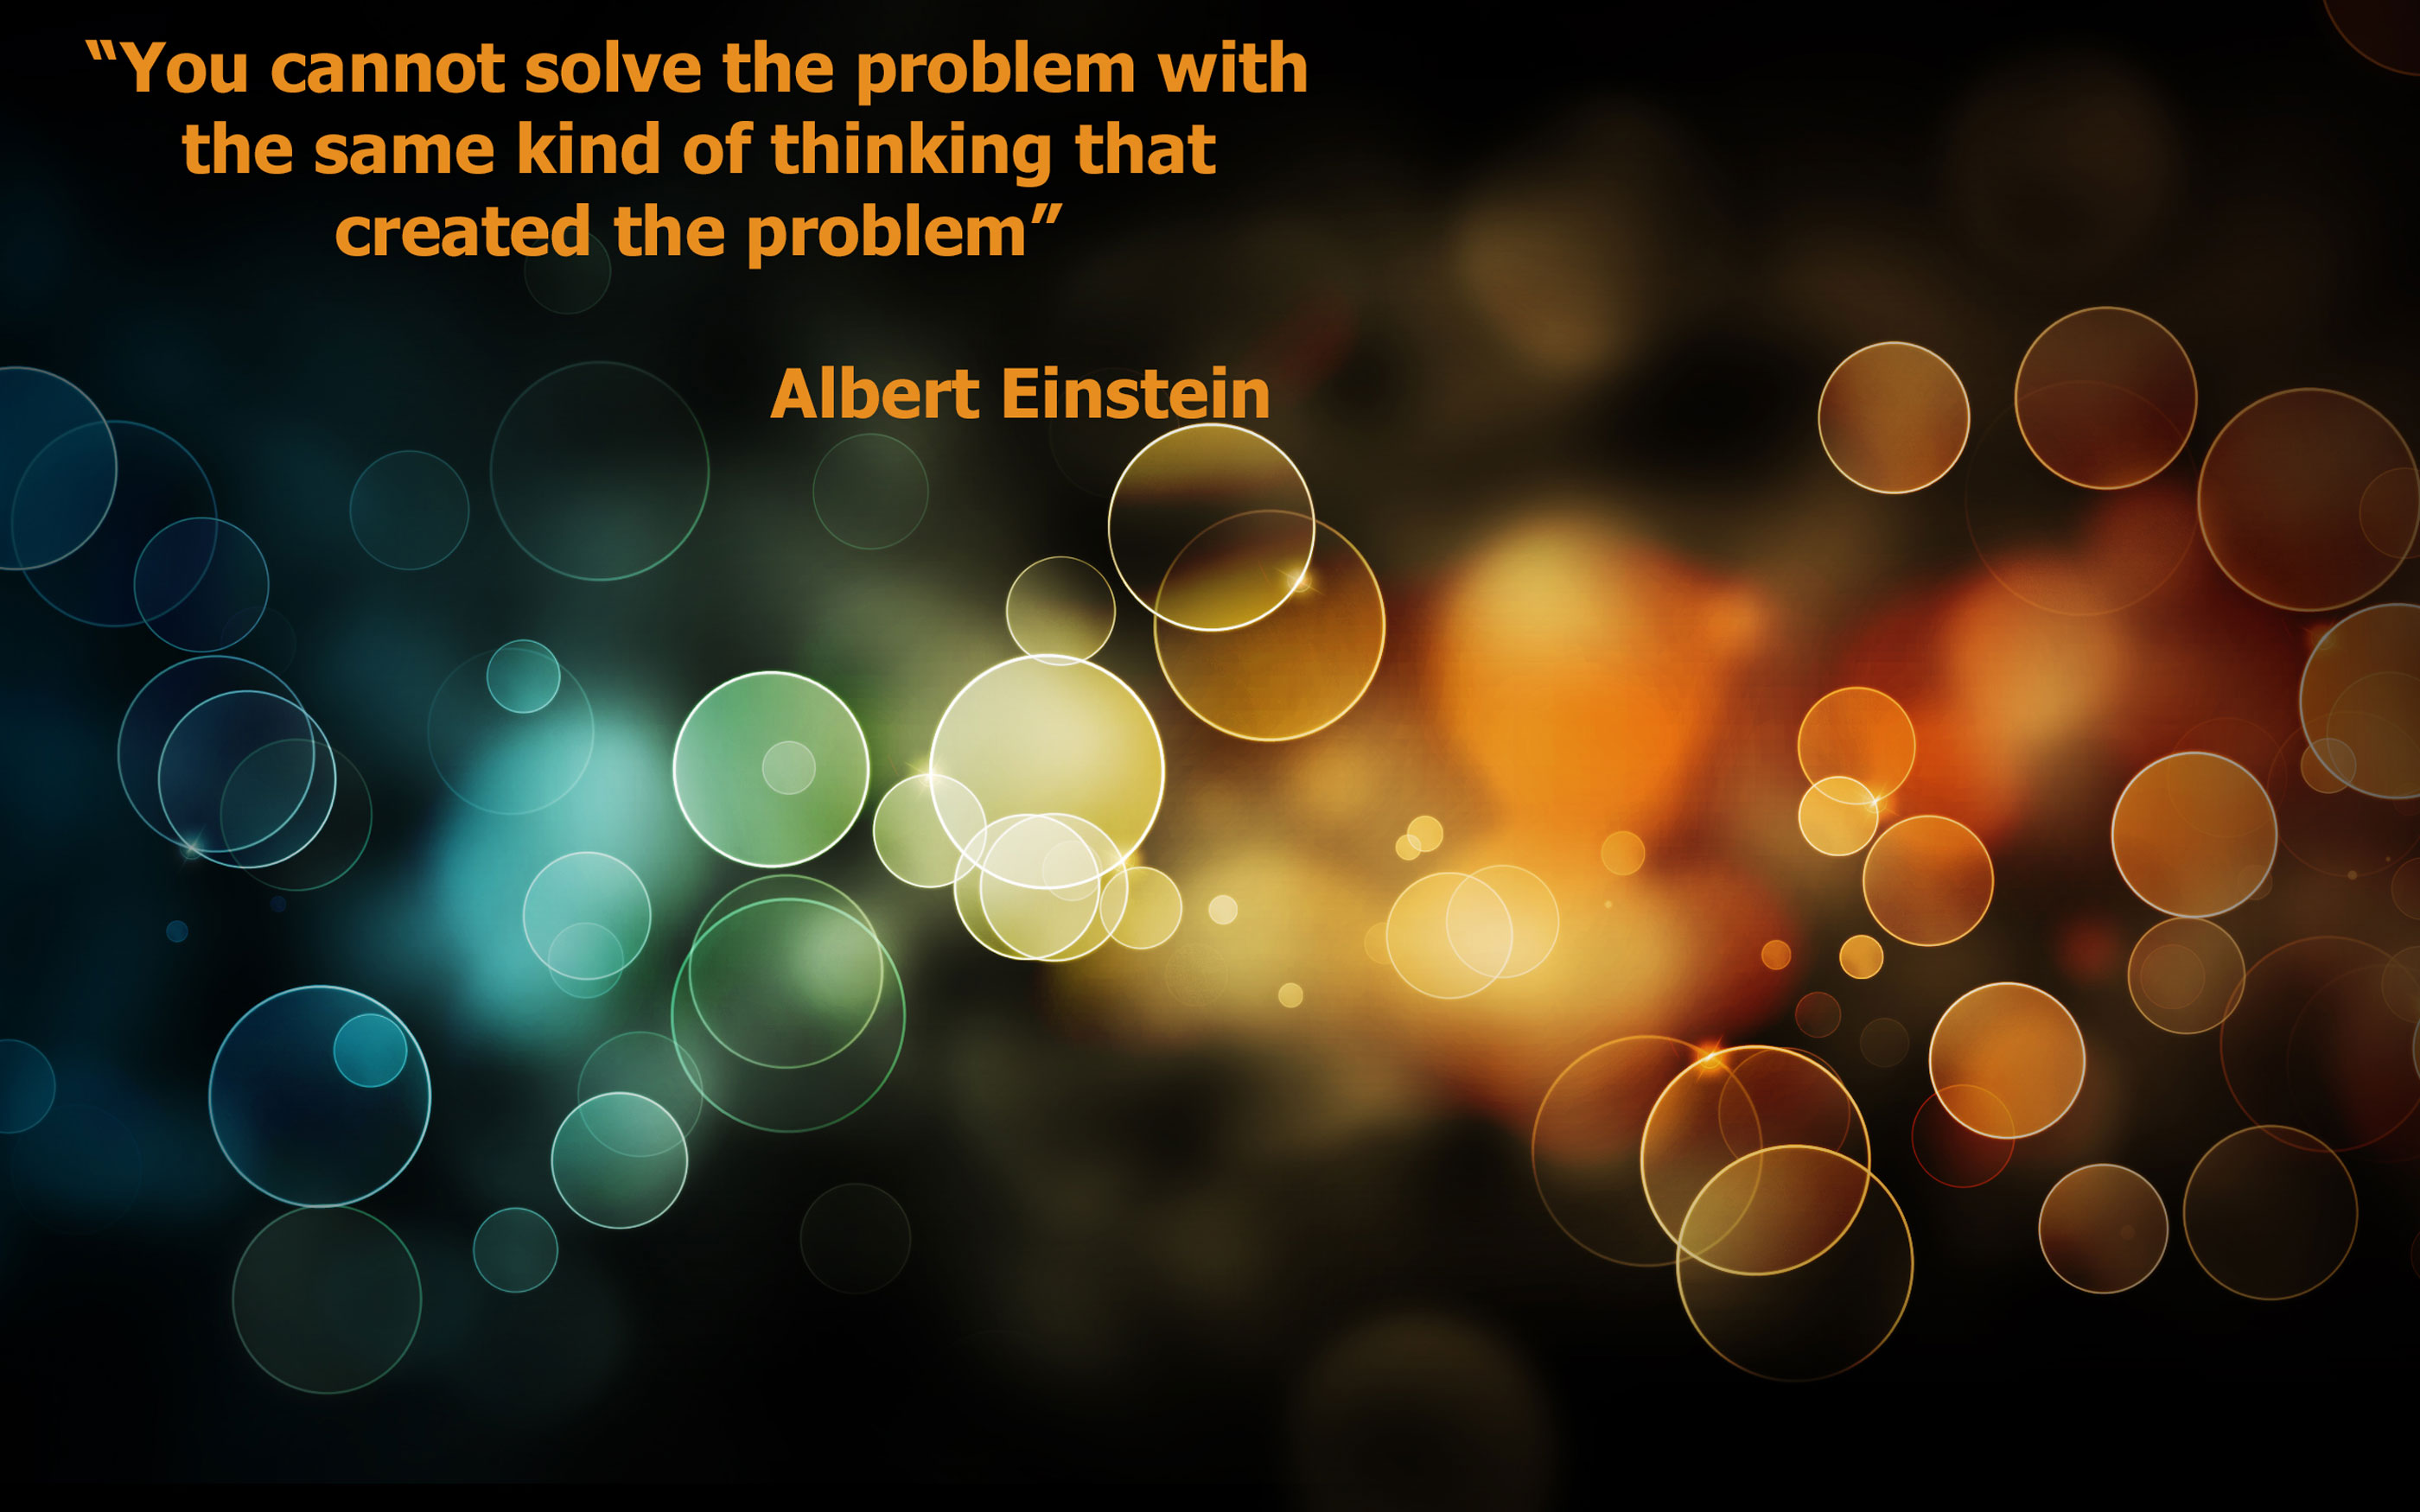 “You cannot solve the problem with
the same kind of thinking that
created the problem”
Albert Einstein